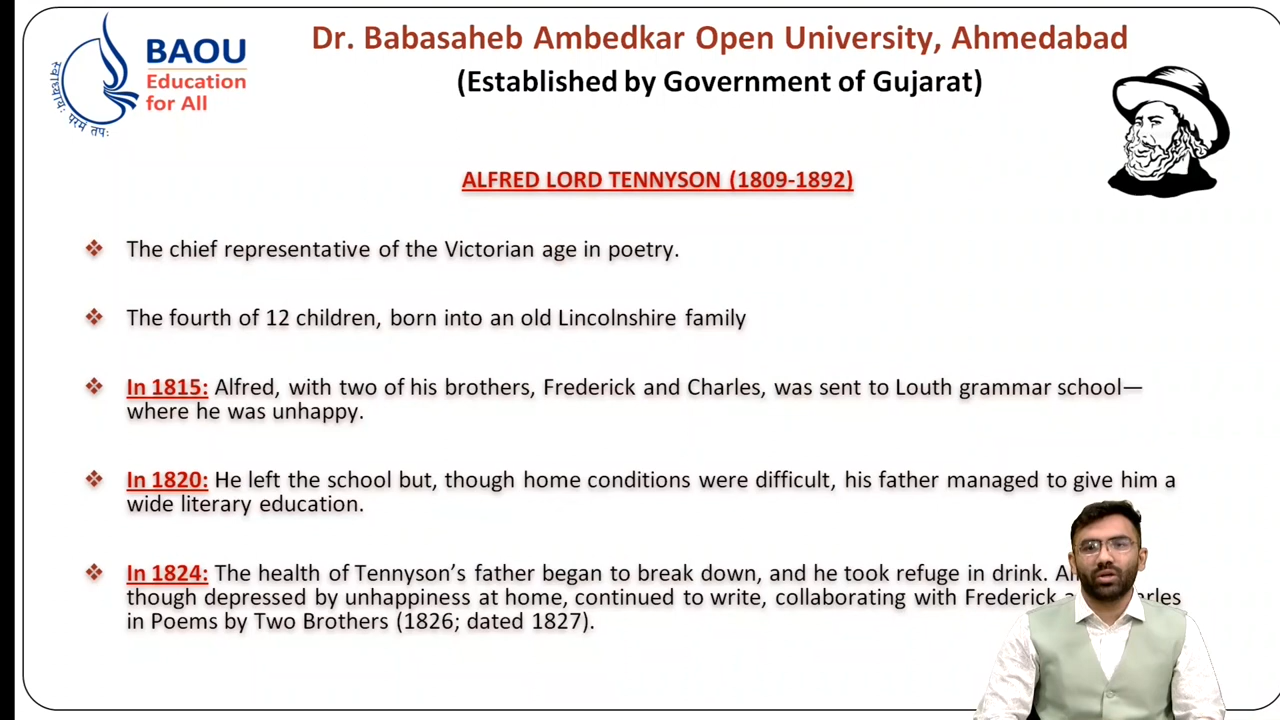 BAOU
Education
for All
स्वाध्यायः परमं तपः
Dr. Babasaheb Ambedkar Open University, Ahmedabad
(Established by Government of Gujarat)
ALFRED LORD TENNYSON (1809-1892)
❖ The chief representative of the Victorian age in poetry.
❖ The fourth of 12 children, born into an old Lincolnshire family
❖ In 1815: Alfred, with two of his brothers, Frederick and Charles, was sent to Louth grammar school—
where he was unhappy.
❖ In 1820: He left the school but, though home conditions were difficult, his father managed to give him a
wide literary education.
❖ In 1824: The health of Tennyson’s father began to break down, and he took refuge in drink.
though depressed by unhappiness at home, continued to write, collaborating with Frederick
in Poems by Two Brothers (1826; dated 1827).